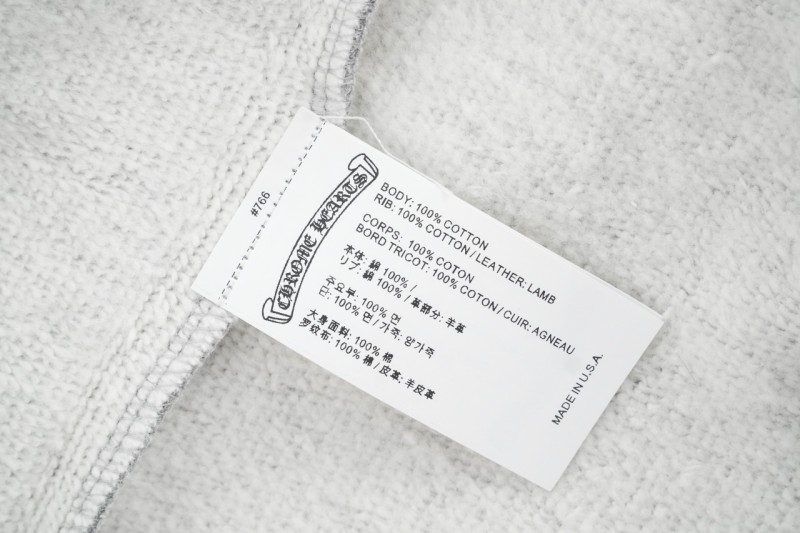 #766
CHROME HEARTS
BODY: 100% COTTON
RIB: 100% COTTON / LEATHER: LAMB
CORPS: 100% COTON
BORD TRICOT: 100% COTON / CUIR: AGNEAU
本体: 綿 100% /
リブ: 綿 100% / 革部分: 羊革
주요부: 100% 면
단: 100% 면 / 가죽: 양가죽
大身面料: 100% 棉
罗纹布: 100% 棉 / 皮革: 羊皮革
MADE IN U.S.A.